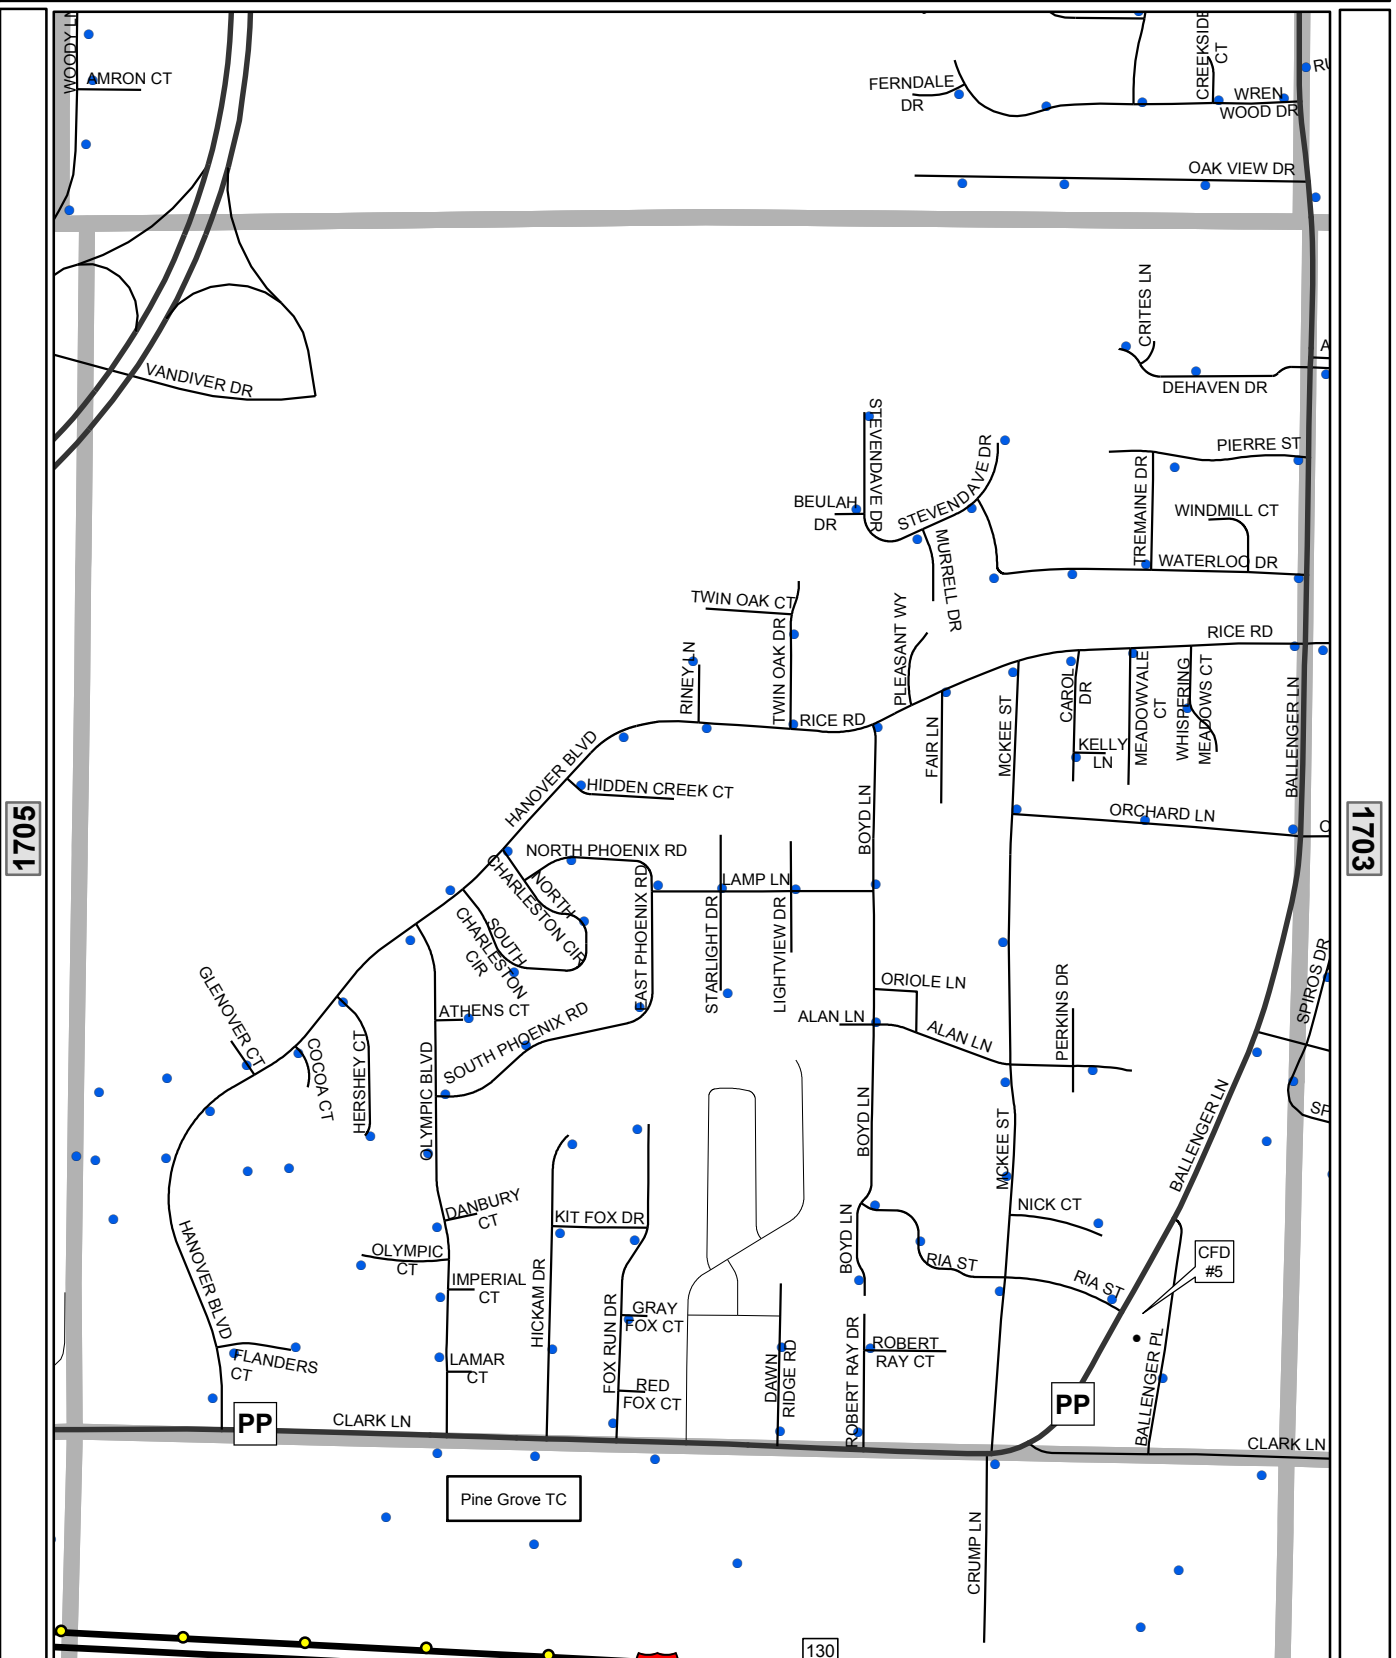 WOODY LN
AMRON CT
FERNDALE
DR
CREEKSIDE
CT
WREN
WOOD DR
OAK VIEW DR
VANDIVER DR
CRITES LN
DEHAVEN DR
STEVENDAVE DR
BEULAH
DR
STEVENDAVE DR
MURRELL DR
PIERRE ST
TREMAINE DR
WINDMILL CT
WATERLOO DR
TWIN OAK CT
TWIN OAK DR
RINEY LN
PLEASANT WY
RICE RD
RICE RD
HANOVER BLVD
HIDDEN CREEK CT
FAIR LN
MCKEE ST
CAROL
DR
KELLY
LN
MEADOWVALE
CT
WHISPERING
MEADOWS CT
BALLENGER LN
ORCHARD LN
BOYD LN
1705
1703
NORTH PHOENIX RD
NORTH
CHARLESTON CIR
SOUTH
CHARLESTON
CIR
EAST PHOENIX RD
LAMP LN
STARLIGHT DR
LIGHTVIEW DR
ORIOLE LN
ALAN LN
ALAN LN
PERKINS DR
SPIROS DR
GLENOVER CT
COCOA CT
HERSHEY CT
OLYMPIC BLVD
ATHENS CT
SOUTH PHOENIX RD
BOYD LN
MCKEE ST
BALLENGER LN
NICK CT
DANBURY
CT
OLYMPIC
CT
IMPERIAL
CT
LAMAR
CT
KIT FOX DR
HICKAM DR
FOX RUN DR
GRAY
FOX CT
RED
FOX CT
BOYD LN
RIA ST
RIA ST
CFD
#5
HANOVER BLVD
FLANDERS
CT
DAWN
RIDGE RD
ROBERT RAY DR
ROBERT
RAY CT
BALLENGER PL
PP
PP
CLARK LN
CLARK LN
Pine Grove TC
CRUMP LN
130